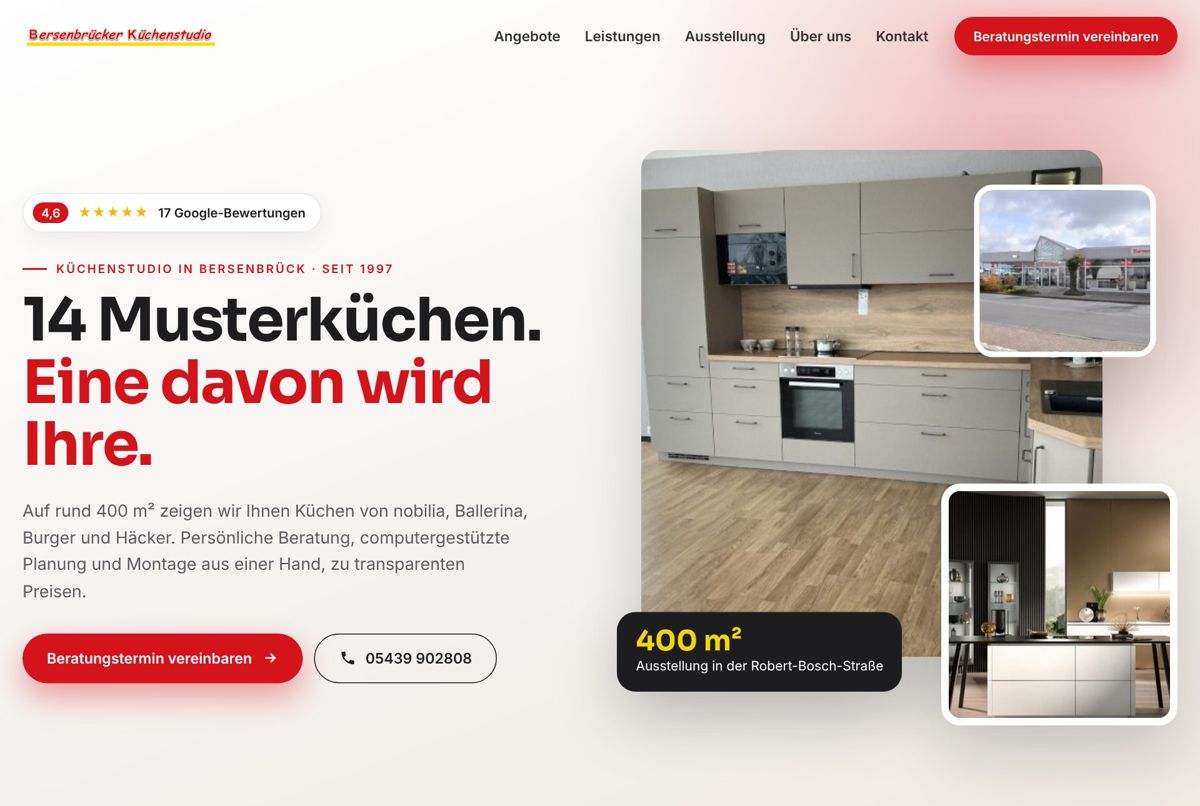 Bersenbrücker Küchenstudio
Angebote
Leistungen
Ausstellung
Über uns
Kontakt
Beratungstermin vereinbaren
4,6 ★★★★★ 17 Google-Bewertungen
KÜCHENSTUDIO IN BERSENBRÜCK · SEIT 1997
14 Musterküchen.
Eine davon wird
Ihre.
Auf rund 400 m² zeigen wir Ihnen Küchen von nobilia, Ballerina,
Burger und Häcker. Persönliche Beratung, computergestützte
Planung und Montage aus einer Hand, zu transparenten
Preisen.
Beratungstermin vereinbaren →
05439 902808
400 m²
Ausstellung in der Robert-Bosch-Straße